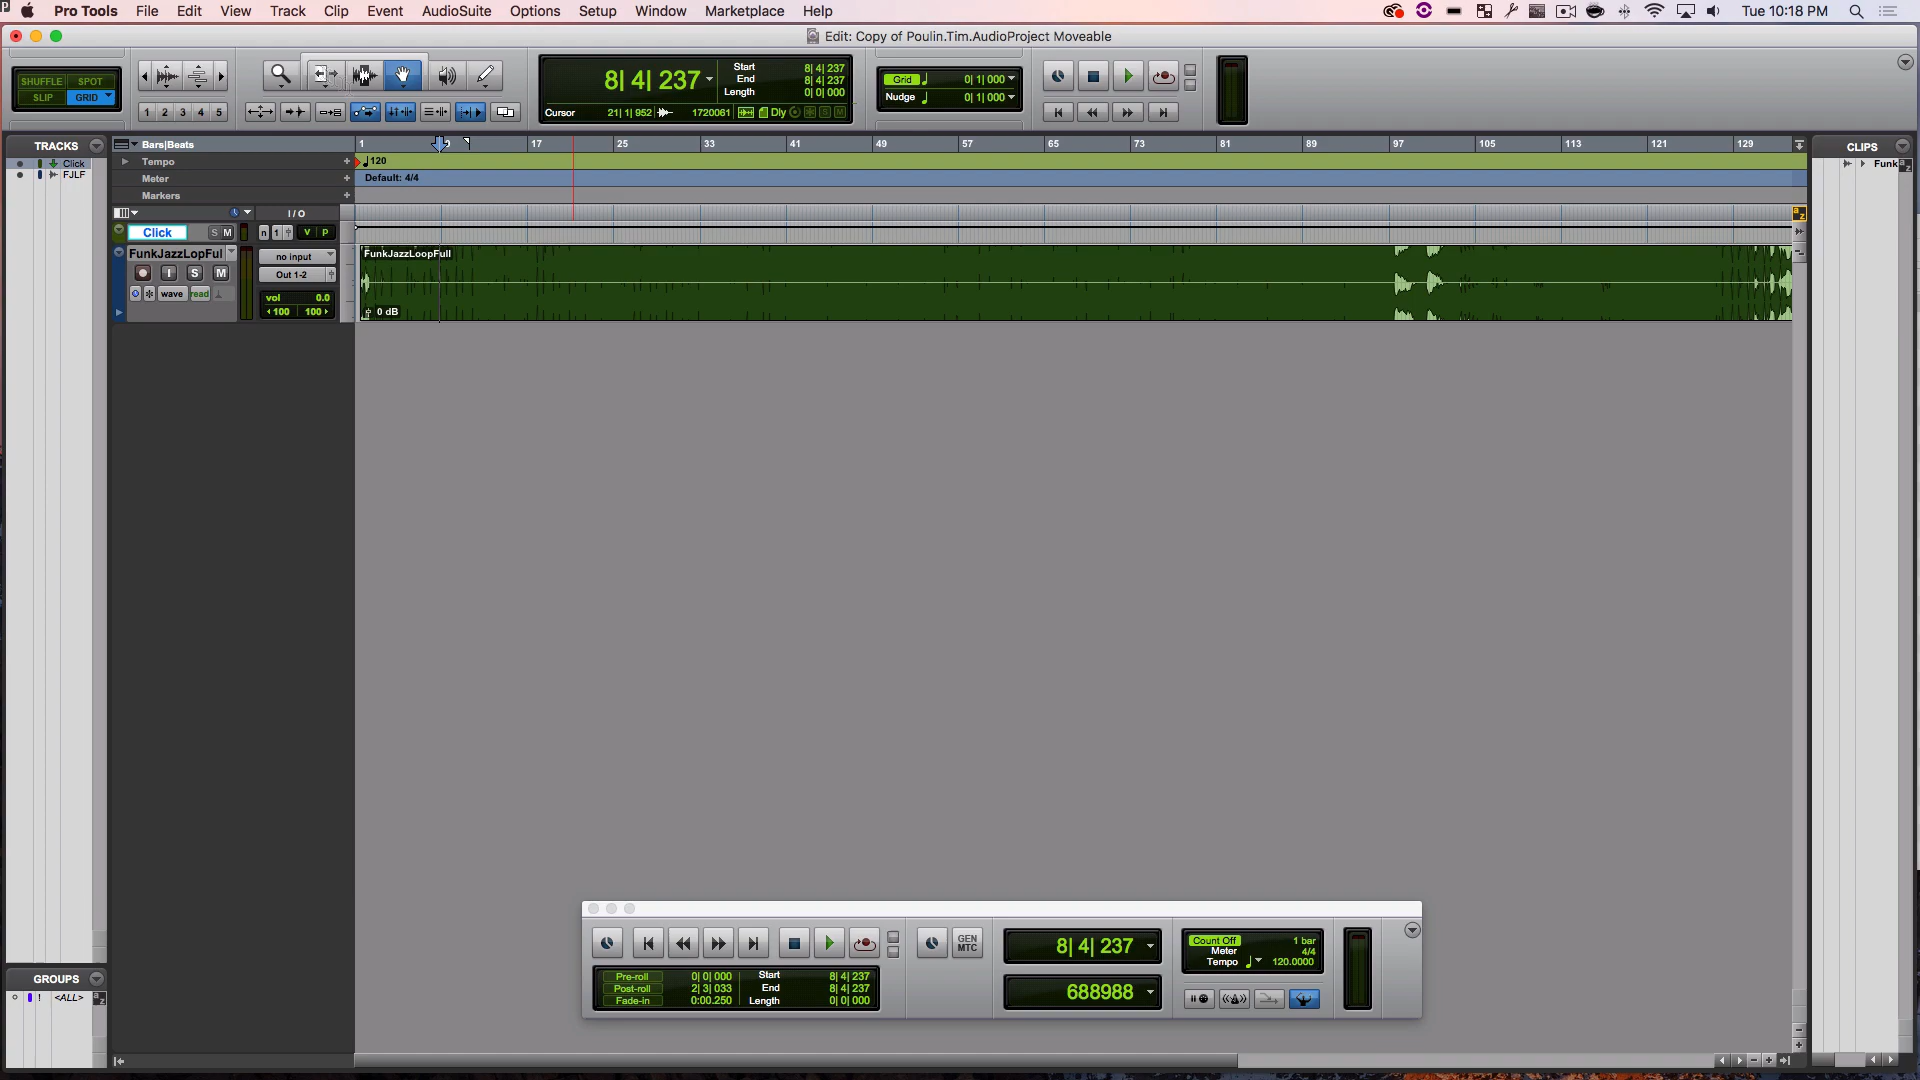 Pro Tools File Edit View Track Clip Event AudioSuite Options Setup Window Marketplace Help Tue 10:18 PM
Edit: Copy of Poulin.Tim.AudioProject Moveable
SHUFFLE SPOT
SLIP GRID
1 2 3 4 5
8| 4| 237
Start 8| 4| 237
End 8| 4| 237
Length 0| 0| 000
Cursor 21| 1| 952 1720061 Dly S M
Grid 0| 1| 000
Nudge 0| 1| 000
TRACKS
Click
FJLF
Bars|Beats 1 17 25 33 41 49 57 65 73 81 89 97 105 113 121 129
Tempo + 120
Meter + Default: 4/4
Markers +
I / O
Click S M n 1 V P
FunkJazzLopFul no input
I S M Out 1-2
wave read vol 0.0
100 100
FunkJazzLoopFull
0 dB
CLIPS
Funk
GROUPS
! <ALL>
GEN
MTC
8| 4| 237
688988
Pre-roll 0| 0| 000 Start 8| 4| 237
Post-roll 2| 3| 033 End 8| 4| 237
Fade-in 0:00.250 Length 0| 0| 000
Count Off 1 bar
Meter 4/4
Tempo 120.0000